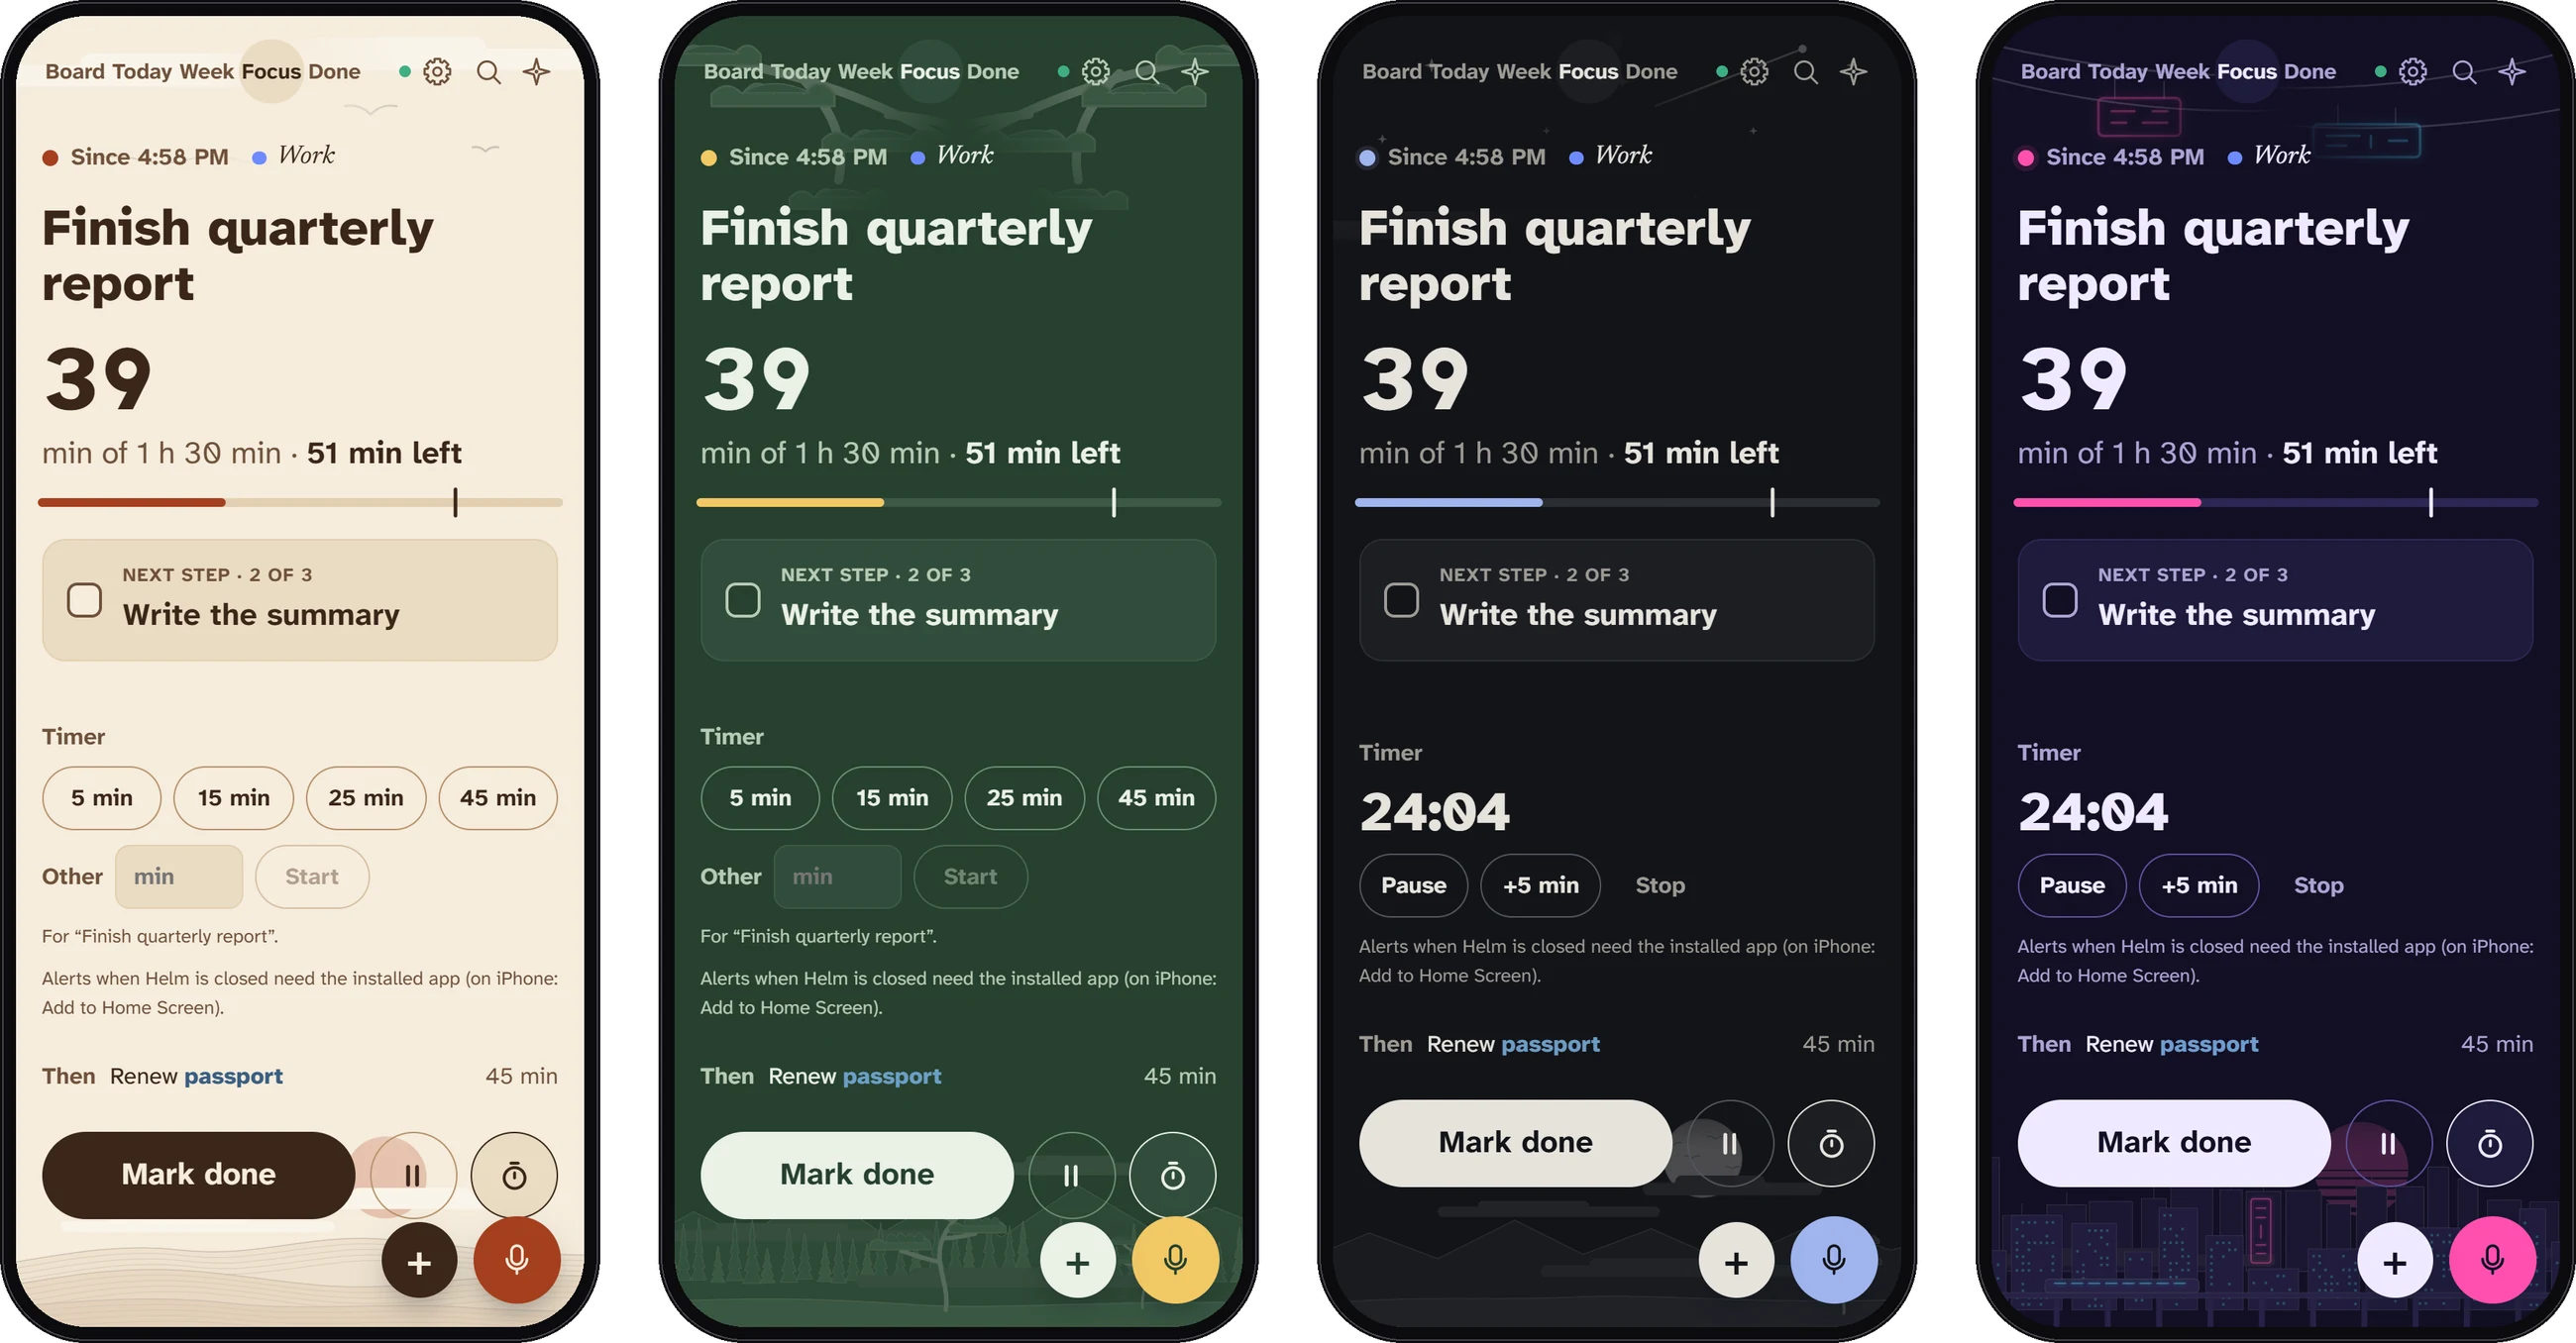 Board Today Week Focus Done
Since 4:58 PM Work
Finish quarterly
report
39
min of 1 h 30 min · 51 min left
NEXT STEP · 2 OF 3
Write the summary
Timer
5 min 15 min 25 min 45 min
Other min Start
For “Finish quarterly report”.
Alerts when Helm is closed need the installed app (on iPhone:
Add to Home Screen).
Then Renew passport 45 min
Mark done
Board Today Week Focus Done
Since 4:58 PM Work
Finish quarterly
report
39
min of 1 h 30 min · 51 min left
NEXT STEP · 2 OF 3
Write the summary
Timer
5 min 15 min 25 min 45 min
Other min Start
For “Finish quarterly report”.
Alerts when Helm is closed need the installed app (on iPhone:
Add to Home Screen).
Then Renew passport 45 min
Mark done
Board Today Week Focus Done
Since 4:58 PM Work
Finish quarterly
report
39
min of 1 h 30 min · 51 min left
NEXT STEP · 2 OF 3
Write the summary
Timer
24:04
Pause +5 min Stop
Alerts when Helm is closed need the installed app (on iPhone:
Add to Home Screen).
Then Renew passport 45 min
Mark done
Board Today Week Focus Done
Since 4:58 PM Work
Finish quarterly
report
39
min of 1 h 30 min · 51 min left
NEXT STEP · 2 OF 3
Write the summary
Timer
24:04
Pause +5 min Stop
Alerts when Helm is closed need the installed app (on iPhone:
Add to Home Screen).
Then Renew passport 45 min
Mark done